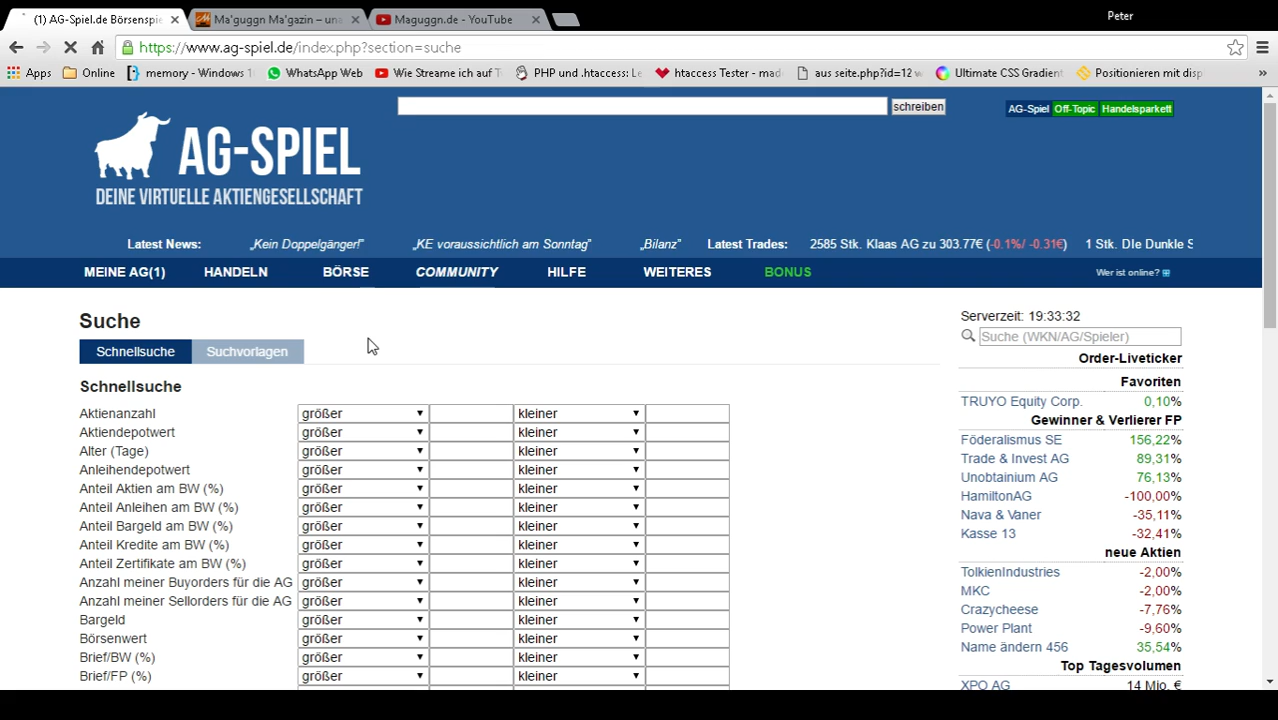 Peter
(1) AG-Spiel.de Börsenspie
Ma'guggn Ma'gazin – uns
Maguggn.de - YouTube
https://www.ag-spiel.de/index.php?section=suche
Apps
Online
memory - Windows 1
WhatsApp Web
Wie Streame ich auf T
PHP und .htaccess: Le
htaccess Tester - mad
aus seite.php?id=12 w
Ultimate CSS Gradient
Positionieren mit disp
»
schreiben
AG-Spiel Off-Topic Handelsparkett
AG-SPIEL
DEINE VIRTUELLE AKTIENGESELLSCHAFT
Latest News: „Kein Doppelgänger!" „KE voraussichtlich am Sonntag" „Bilanz" Latest Trades: 2585 Stk. Klaas AG zu 303.77€ (-0.1%/ -0.31€) 1 Stk. DIe Dunkle S
MEINE AG(1) HANDELN BÖRSE COMMUNITY HILFE WEITERES BONUS Wer ist online?
Suche
Schnellsuche Suchvorlagen
Schnellsuche
Aktienanzahl größer kleiner
Aktiendepotwert größer kleiner
Alter (Tage) größer kleiner
Anleihendepotwert größer kleiner
Anteil Aktien am BW (%) größer kleiner
Anteil Anleihen am BW (%) größer kleiner
Anteil Bargeld am BW (%) größer kleiner
Anteil Kredite am BW (%) größer kleiner
Anteil Zertifikate am BW (%) größer kleiner
Anzahl meiner Buyorders für die AG größer kleiner
Anzahl meiner Sellorders für die AG größer kleiner
Bargeld größer kleiner
Börsenwert größer kleiner
Brief/BW (%) größer kleiner
Brief/FP (%) größer kleiner
Serverzeit: 19:33:32
Suche (WKN/AG/Spieler)
Order-Liveticker
Favoriten
TRUYO Equity Corp. 0,10%
Gewinner & Verlierer FP
Föderalismus SE 156,22%
Trade & Invest AG 89,31%
Unobtainium AG 76,13%
HamiltonAG -100,00%
Nava & Vaner -35,11%
Kasse 13 -32,41%
neue Aktien
TolkienIndustries -2,00%
MKC -2,00%
Crazycheese -7,76%
Power Plant -9,60%
Name ändern 456 35,54%
Top Tagesvolumen
XPO AG 14 Mio. €